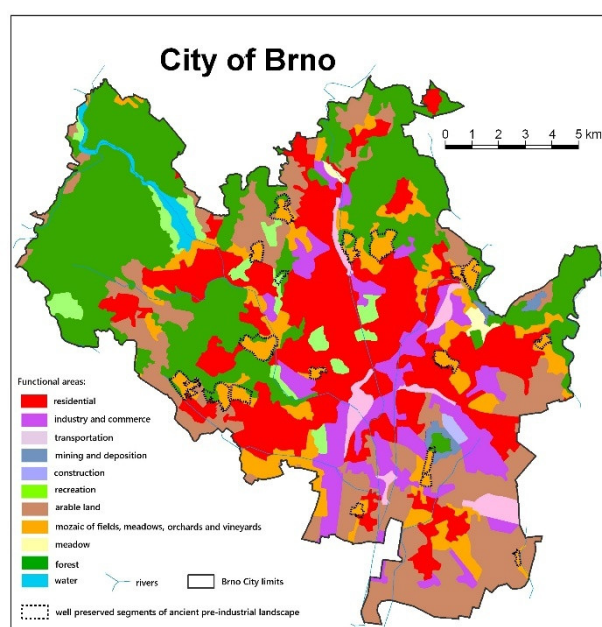 City of Brno
0 1 2 3 4 5 km
Functional areas:
residential
industry and commerce
transportation
mining and deposition
construction
recreation
arable land
mozaic of fields, meadows, orchards and vineyards
meadow
forest
water
rivers
Brno City limits
well preserved segments of ancient pre-industrial landscape